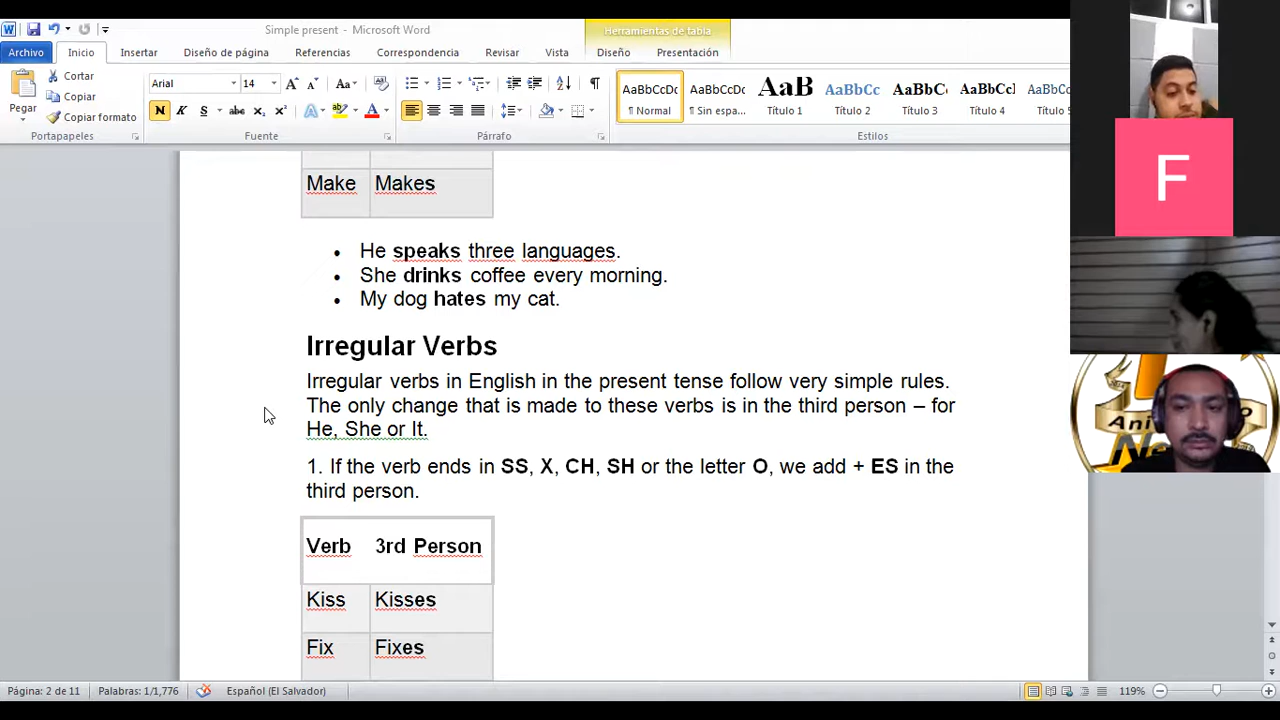 Simple present - Microsoft Word
Herramientas de tabla
Archivo Inicio Insertar Diseño de página Referencias Correspondencia Revisar Vista Diseño Presentación
Pegar
Cortar
Copiar
Copiar formato
Portapapeles
Arial 14
N K S abc x₂ x²
Fuente
Párrafo
AaBbCcDc AaBbCcDc AaB AaBbCc AaBbCc AaBbCcI AaBbCcDc
¶ Normal ¶ Sin espa... Título 1 Título 2 Título 3 Título 4 Título 5
Estilos
Make Makes
• He speaks three languages.
• She drinks coffee every morning.
• My dog hates my cat.
Irregular Verbs
Irregular verbs in English in the present tense follow very simple rules.
The only change that is made to these verbs is in the third person – for
He, She or It.
1. If the verb ends in SS, X, CH, SH or the letter O, we add + ES in the
third person.
Verb 3rd Person
Kiss Kisses
Fix Fixes
Página: 2 de 11 Palabras: 1/1,776 Español (El Salvador) 119%
F